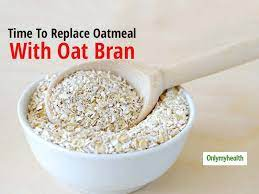 Time To Replace Oatmeal
With Oat Bran
Onlymyhealth